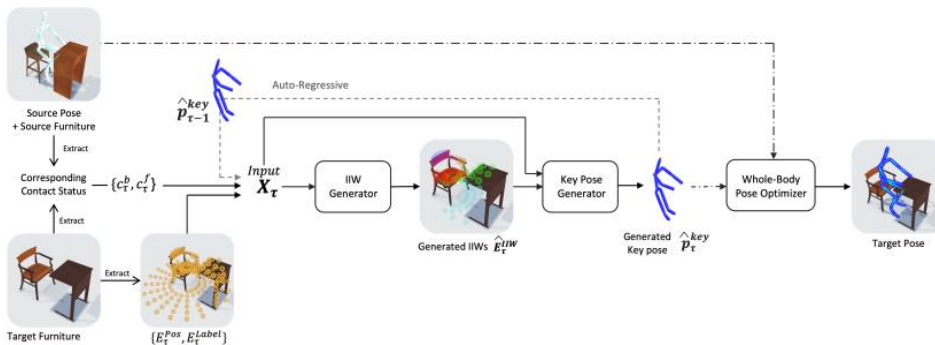 Source Pose
+ Source Furniture
Extract
Corresponding
Contact Status
{c_τ^b, c_τ^f}
Extract
Target Furniture
Extract
{E_τ^Pos, E_τ^Label}
p̂_τ−1^key
Auto-Regressive
Input
X_τ
IIW
Generator
Generated IIWs Ê_τ^IIW
Key Pose
Generator
Generated
Key pose
p̂_τ^key
Whole-Body
Pose Optimizer
Target Pose